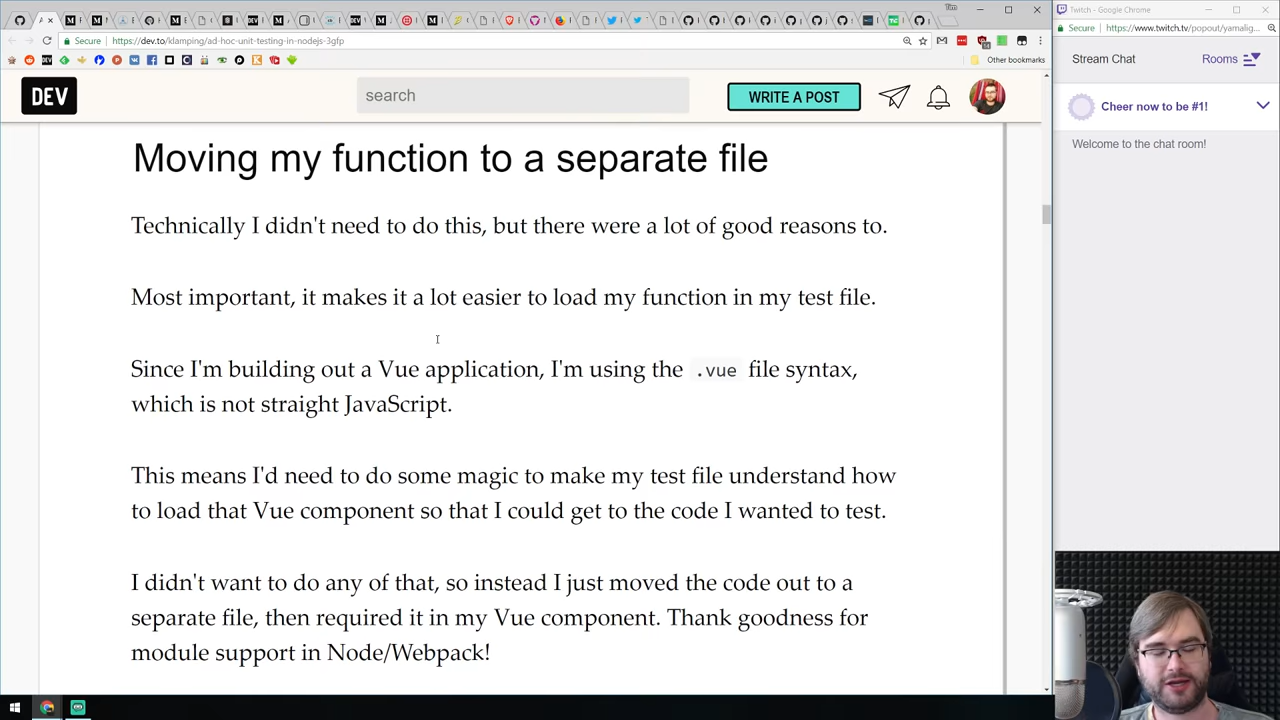 Tim
Secure
https://dev.to/klamping/ad-hoc-unit-testing-in-nodejs-3gfp
Other bookmarks
DEV
search
WRITE A POST
Moving my function to a separate file
Technically I didn't need to do this, but there were a lot of good reasons to.
Most important, it makes it a lot easier to load my function in my test file.
Since I'm building out a Vue application, I'm using the .vue file syntax,
which is not straight JavaScript.
This means I'd need to do some magic to make my test file understand how
to load that Vue component so that I could get to the code I wanted to test.
I didn't want to do any of that, so instead I just moved the code out to a
separate file, then required it in my Vue component. Thank goodness for
module support in Node/Webpack!
Twitch - Google Chrome
Secure
https://www.twitch.tv/popout/yamalig...
Stream Chat
Rooms
Cheer now to be #1!
Welcome to the chat room!